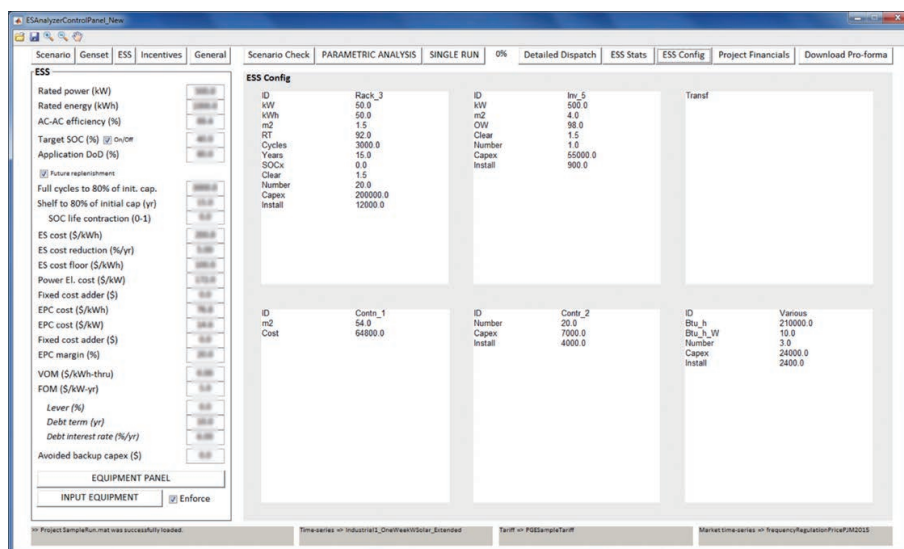 ESAnalyzerControlPanel_New
Scenario Genset ESS Incentives General
Scenario Check PARAMETRIC ANALYSIS SINGLE RUN 0% Detailed Dispatch ESS Stats ESS Config Project Financials Download Pro-forma
ESS
Rated power (kW)
Rated energy (kWh)
AC-AC efficiency (%)
Target SOC (%) On/Off
Application DoD (%)
Future replenishment
Full cycles to 80% of init. cap.
Shelf to 80% of initial cap (yr)
SOC life contraction (0-1)
ES cost ($/kWh)
ES cost reduction (%/yr)
ES cost floor ($/kWh)
Power El. cost ($/kW)
Fixed cost adder ($)
EPC cost ($/kWh)
EPC cost ($/kW)
Fixed cost adder ($)
EPC margin (%)
VOM ($/kWh-thru)
FOM ($/kW-yr)
Lever (%)
Debt term (yr)
Debt interest rate (%/yr)
Avoided backup capex ($)
EQUIPMENT PANEL
INPUT EQUIPMENT Enforce
ESS Config
ID Rack_3
kW 50.0
kWh 50.0
m2 1.5
RT 92.0
Cycles 3000.0
Years 15.0
SOCx 0.0
Clear 1.5
Number 20.0
Capex 200000.0
Install 12000.0
ID Inv_5
kW 500.0
m2 4.0
OW 98.0
Clear 1.5
Number 1.0
Capex 55000.0
Install 900.0
Transf
ID Contn_1
m2 54.0
Cost 64800.0
ID Contr_2
Number 20.0
Capex 7000.0
Install 4000.0
ID Various
Btu_h 210000.0
Btu_h_W 10.0
Number 3.0
Capex 24000.0
Install 2400.0
>> Project SampleRun.mat was successfully loaded.
Time-series => Industrial1_OneWeekWSolar_Extended
Tariff => PGESampleTariff
Market time-series => frequencyRegulationPricePJM2015